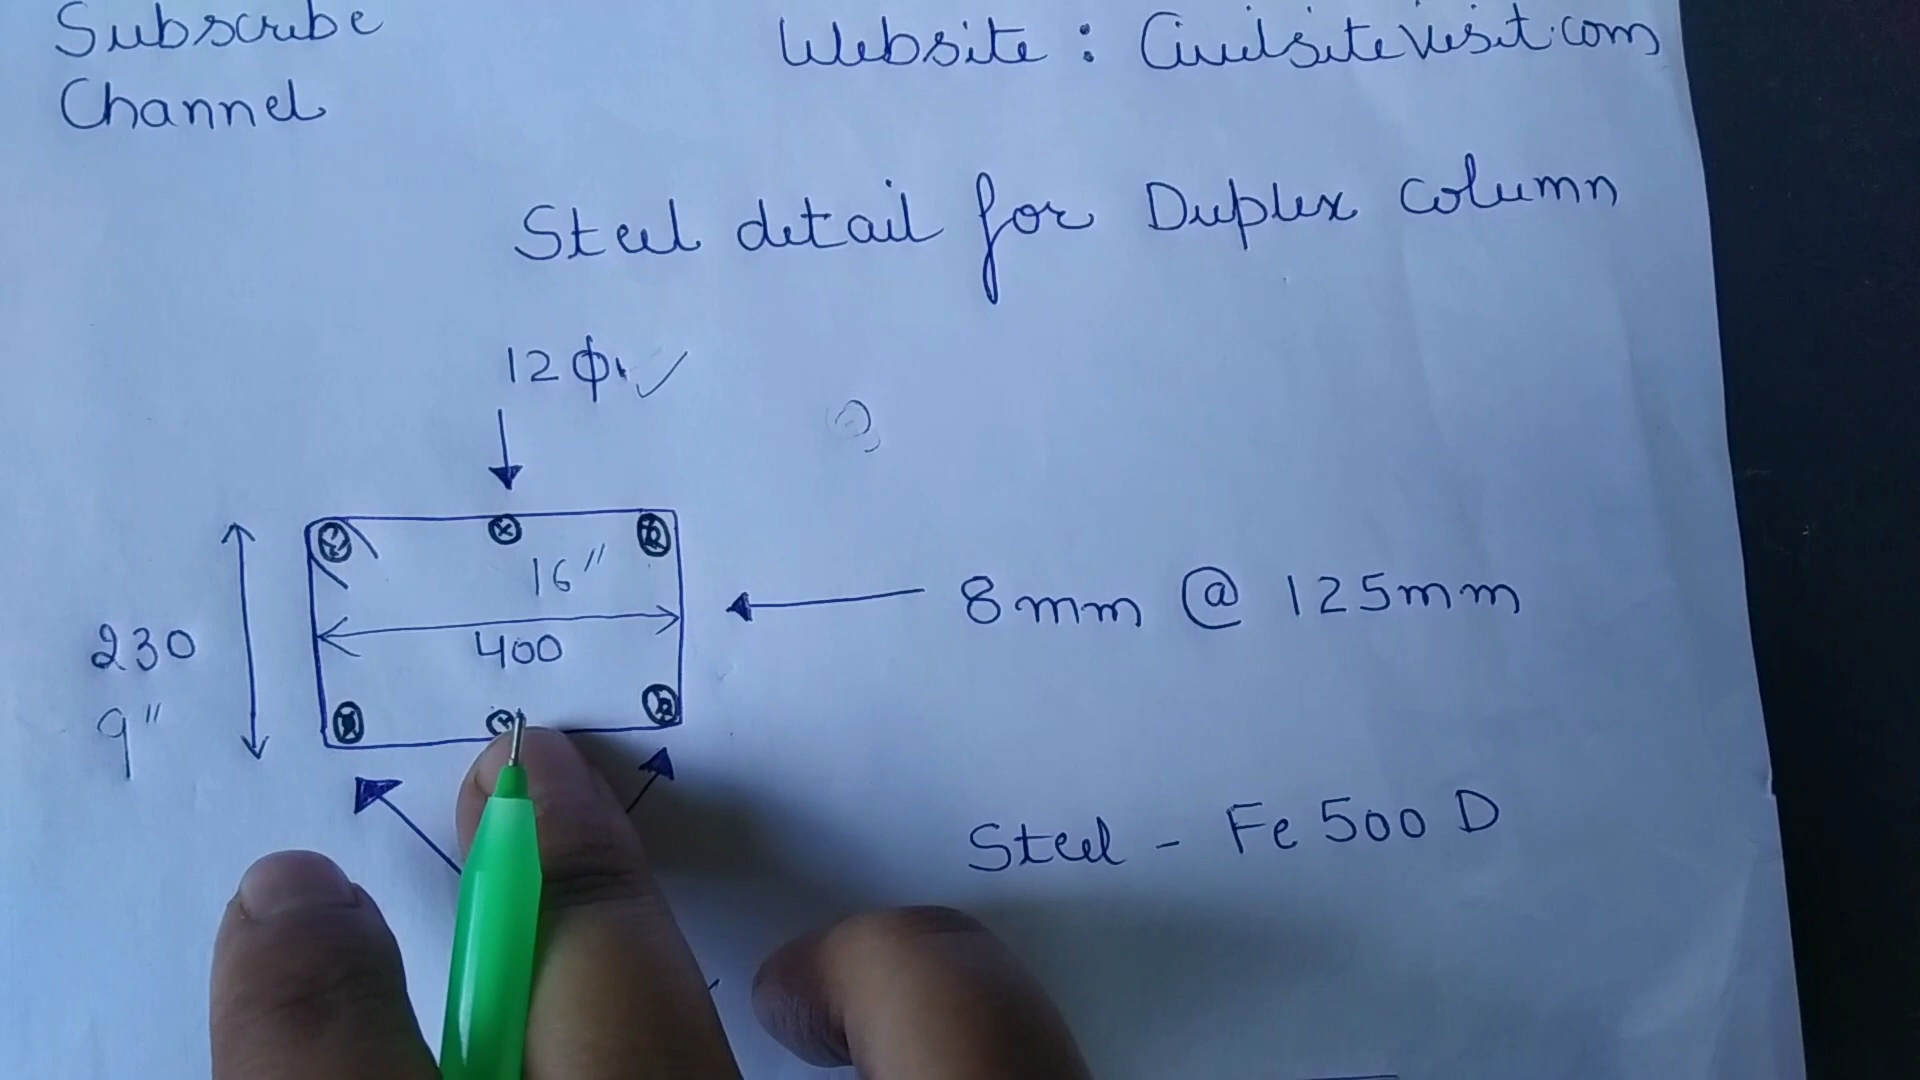 Subscribe
Channel
Website : Civilsitevisit.com
Steel detail for Duplex column
12 ϕ
16"
400
230
9"
8mm @ 125mm
Steel - Fe 500 D